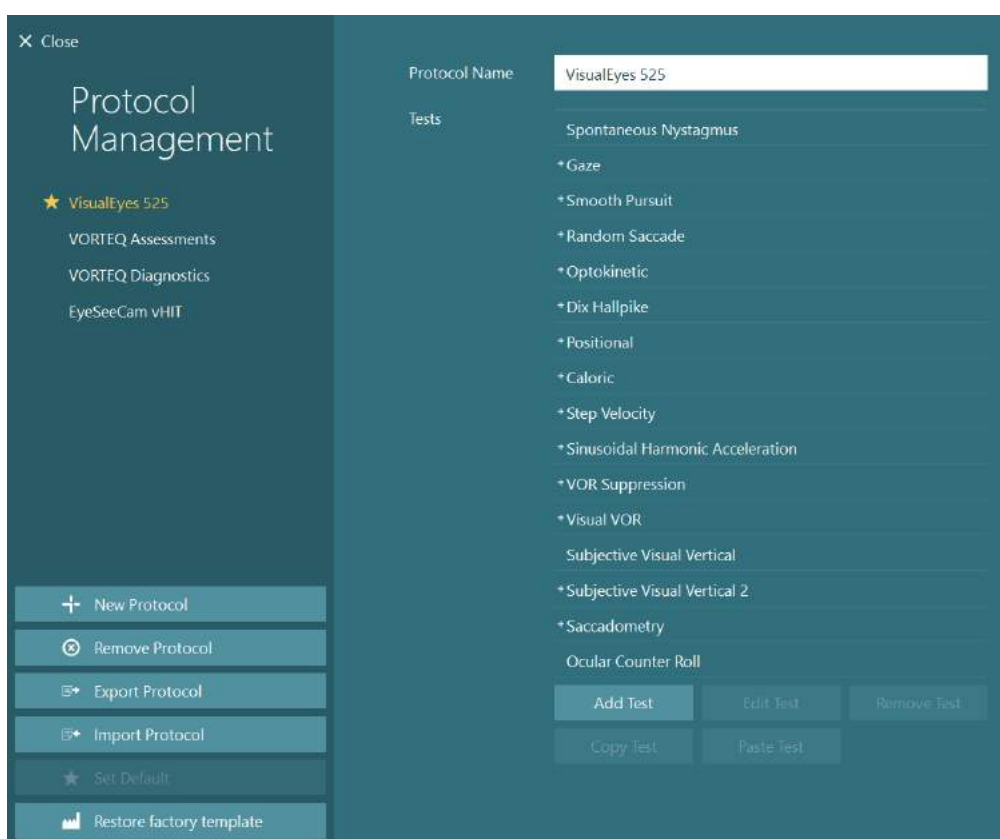 Close
Protocol
Management
VisualEyes 525
VORTEQ Assessments
VORTEQ Diagnostics
EyeSeeCam vHIT
New Protocol
Remove Protocol
Export Protocol
Import Protocol
Set Default
Restore factory template
Protocol Name
VisualEyes 525
Tests
Spontaneous Nystagmus
*Gaze
*Smooth Pursuit
*Random Saccade
*Optokinetic
*Dix Hallpike
*Positional
*Caloric
*Step Velocity
*Sinusoidal Harmonic Acceleration
*VOR Suppression
*Visual VOR
Subjective Visual Vertical
*Subjective Visual Vertical 2
*Saccadometry
Ocular Counter Roll
Add Test
Edit Test
Remove Test
Copy Test
Paste Test